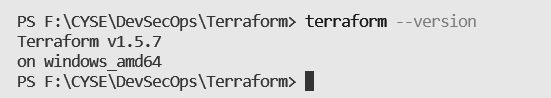 PS F:\CYSE\DevSecOps\Terraform> terraform --version
Terraform v1.5.7
on windows_amd64
PS F:\CYSE\DevSecOps\Terraform>